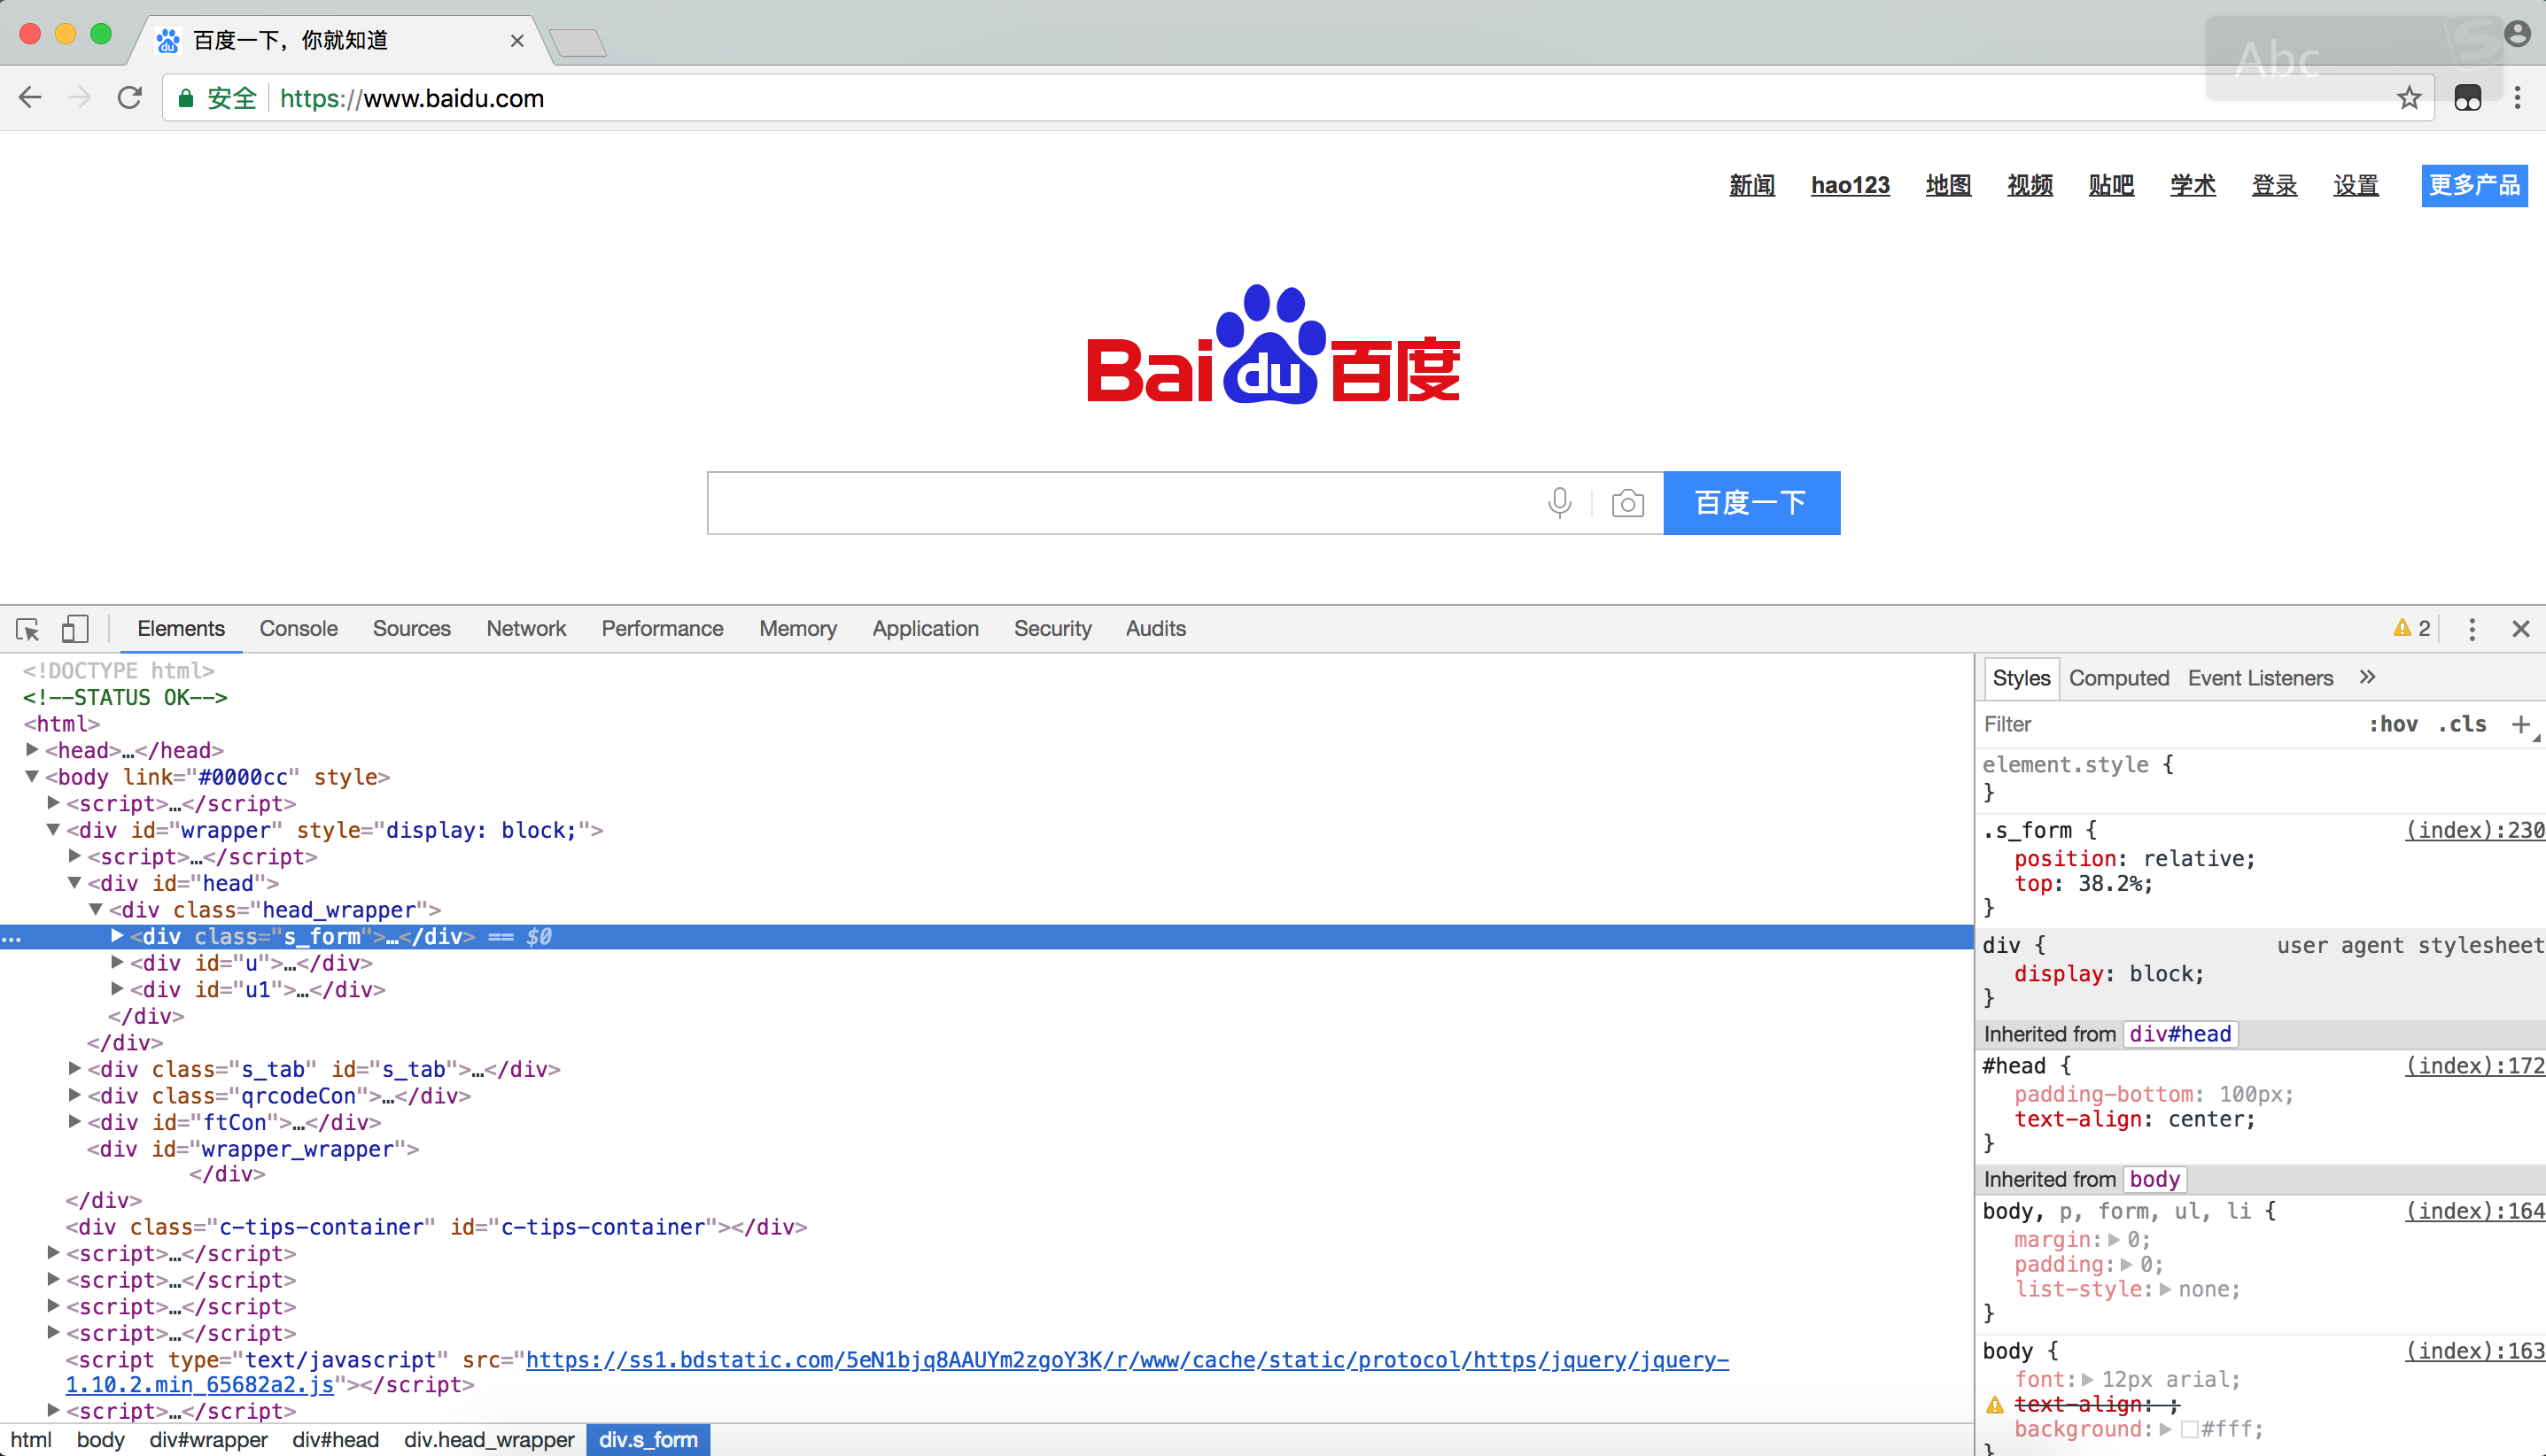 百度一下，你就知道
Abc
安全 https://www.baidu.com
新闻 hao123 地图 视频 贴吧 学术 登录 设置 更多产品
Bai du 百度
百度一下
Elements Console Sources Network Performance Memory Application Security Audits 2
<!DOCTYPE html>
<!--STATUS OK-->
<html>
<head>…</head>
<body link="#0000cc" style>
<script>…</script>
<div id="wrapper" style="display: block;">
<script>…</script>
<div id="head">
<div class="head_wrapper">
... <div class="s_form">…</div> == $0
<div id="u">…</div>
<div id="u1">…</div>
</div>
</div>
<div class="s_tab" id="s_tab">…</div>
<div class="qrcodeCon">…</div>
<div id="ftCon">…</div>
<div id="wrapper_wrapper">
</div>
</div>
<div class="c-tips-container" id="c-tips-container"></div>
<script>…</script>
<script>…</script>
<script>…</script>
<script>…</script>
<script type="text/javascript" src="https://ss1.bdstatic.com/5eN1bjq8AAUYm2zgoY3K/r/www/cache/static/protocol/https/jquery/jquery-
1.10.2.min_65682a2.js"></script>
<script>…</script>
html body div#wrapper div#head div.head_wrapper div.s_form
Styles Computed Event Listeners »
Filter :hov .cls +
element.style {
}
.s_form { (index):230
position: relative;
top: 38.2%;
}
div { user agent stylesheet
display: block;
}
Inherited from div#head
#head { (index):172
padding-bottom: 100px;
text-align: center;
}
Inherited from body
body, p, form, ul, li { (index):164
margin: 0;
padding: 0;
list-style: none;
}
body { (index):163
font: 12px arial;
text-align: ;
background: #fff;
}